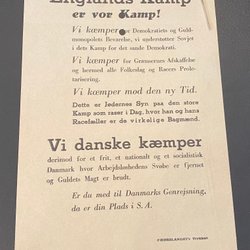 Englands Kamp
er vor Kamp!
Vi kæmper for Demokratiets og Guld-
monopolets Bevarelse, vi understøtter Sovjet
i dets Kamp for det sande Demokrati.
Vi kæmper for Grænsernes Afskaffelse
og hermed alle Folkeslag og Racers Prole-
tarisering.
Vi kæmper mod den ny Tid.
Dette er Jødernes Syn paa den store
Kamp som raser i Dag, hvor han og hans
Racefæller er de virkelige Bagmænd.
Vi danske kæmper
derimod for et frit, et nationalt og et socialistisk
Danmark hvor Arbejdsløshedens Svøbe er fjernet
og Guldets Magt er brudt.
Er du med til Danmarks Genrejsning,
da er din Plads i S.A.